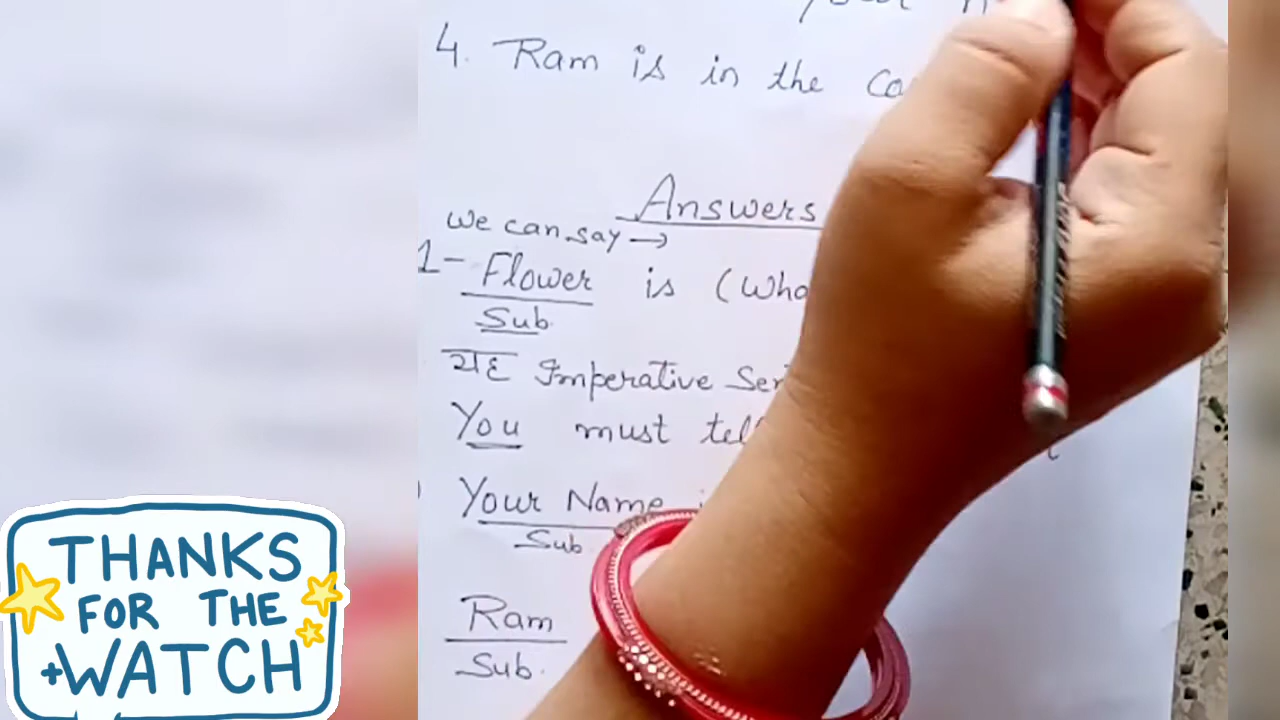 4. Ram is in the
Answers
we can say →
1- Flower is (Who
Sub.
यह Imperative Sen
You must tell
Your Name
Sub
Ram
Sub.
THANKS
FOR THE
WATCH